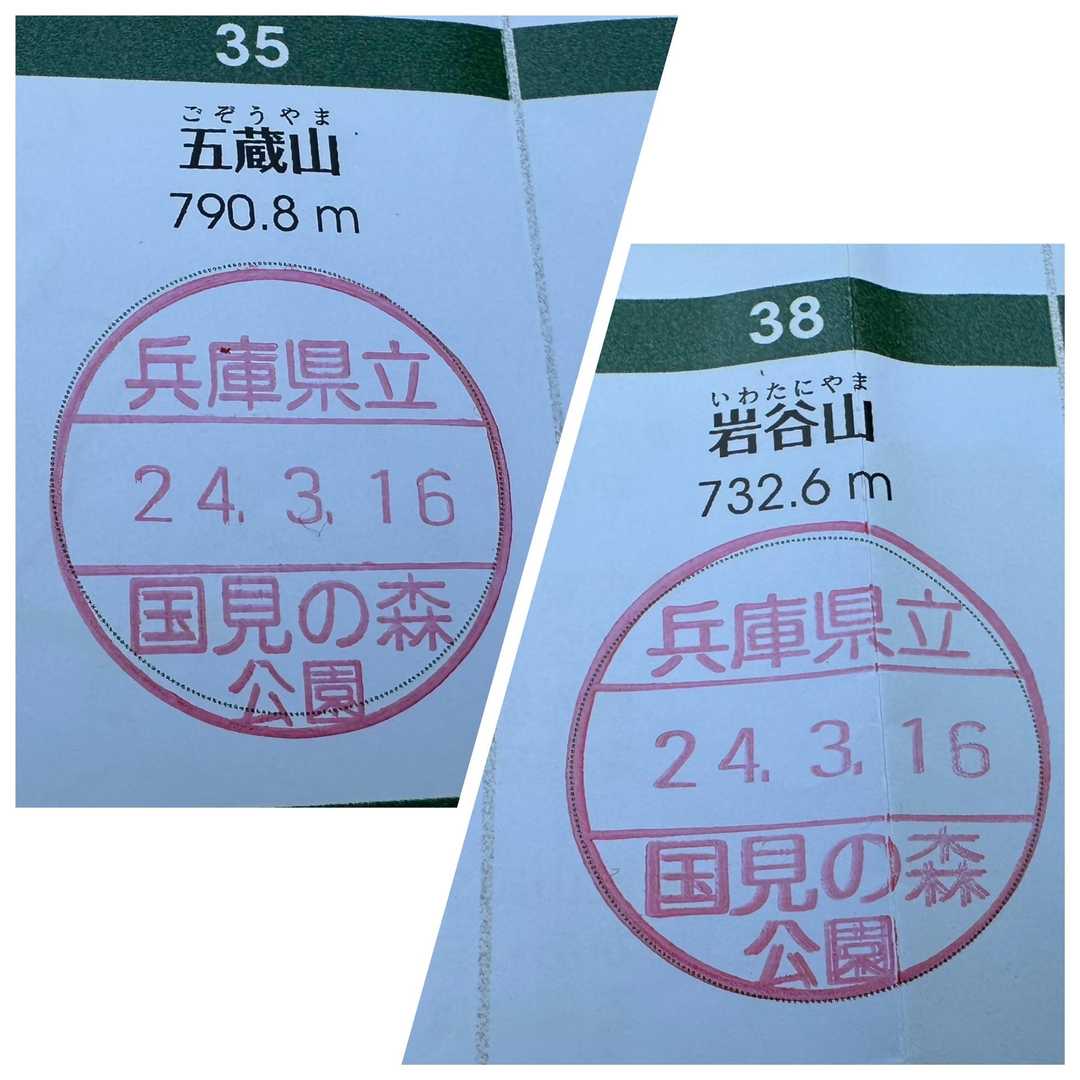 35
ごぞうやま
五蔵山
790.8 m
兵庫県立
24.3.16
国見の森
公園
38
いわたにやま
岩谷山
732.6 m
兵庫県立
24.3.16
国見の森
公園